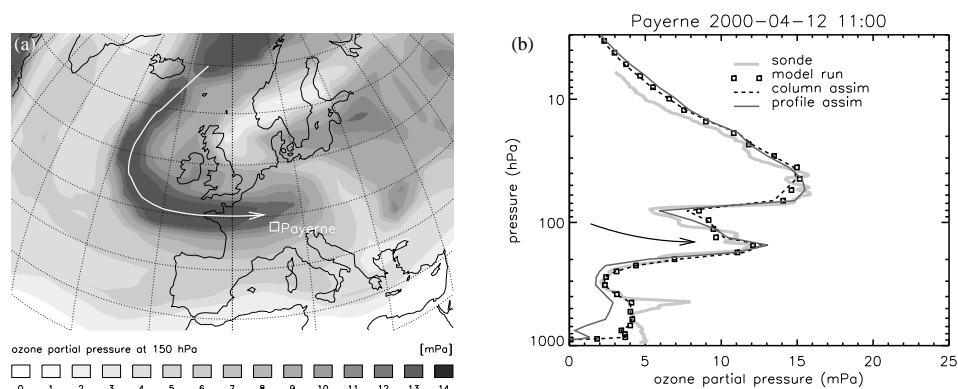 (a)
Payerne
ozone partial pressure at 150 hPa [mPa]
0 1 2 3 4 5 6 7 8 9 10 11 12 13 14
Payerne 2000-04-12 11:00
(b)
sonde
model run
column assim
profile assim
10
100
1000
pressure (hPa)
0 5 10 15 20 25
ozone partial pressure (mPa)